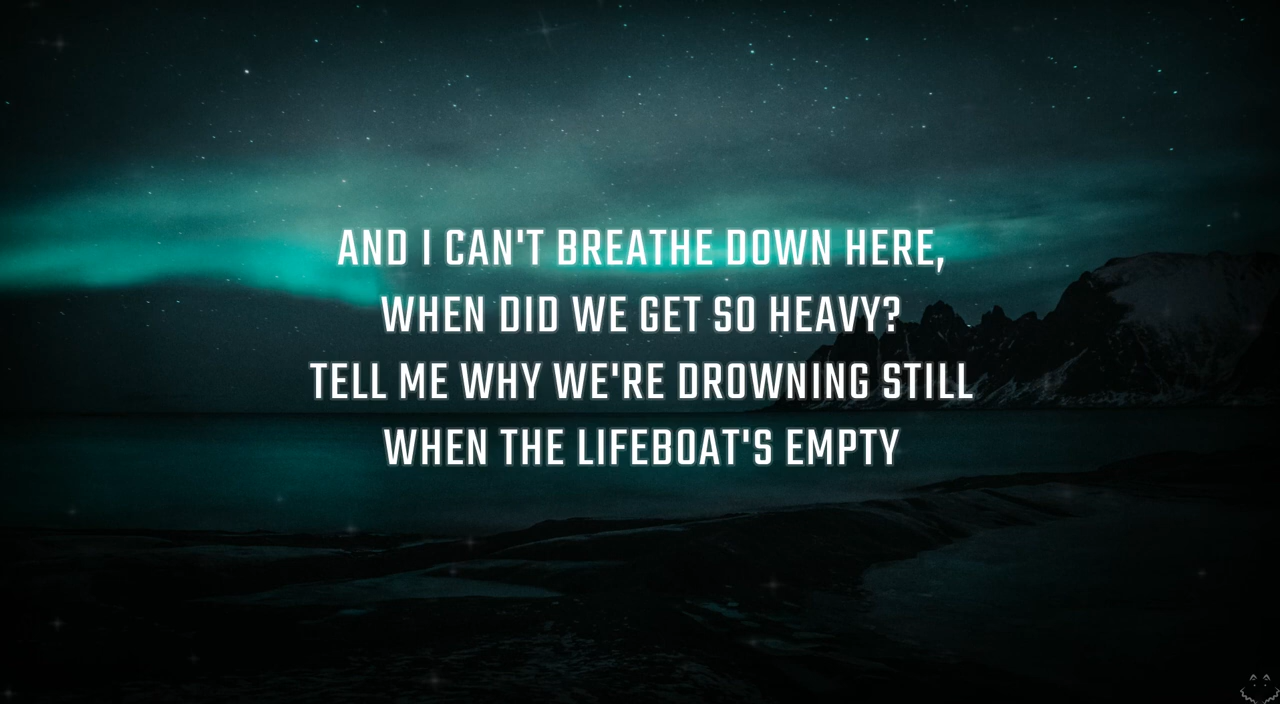 AND I CAN'T BREATHE DOWN HERE,
WHEN DID WE GET SO HEAVY?
TELL ME WHY WE'RE DROWNING STILL
WHEN THE LIFEBOAT'S EMPTY